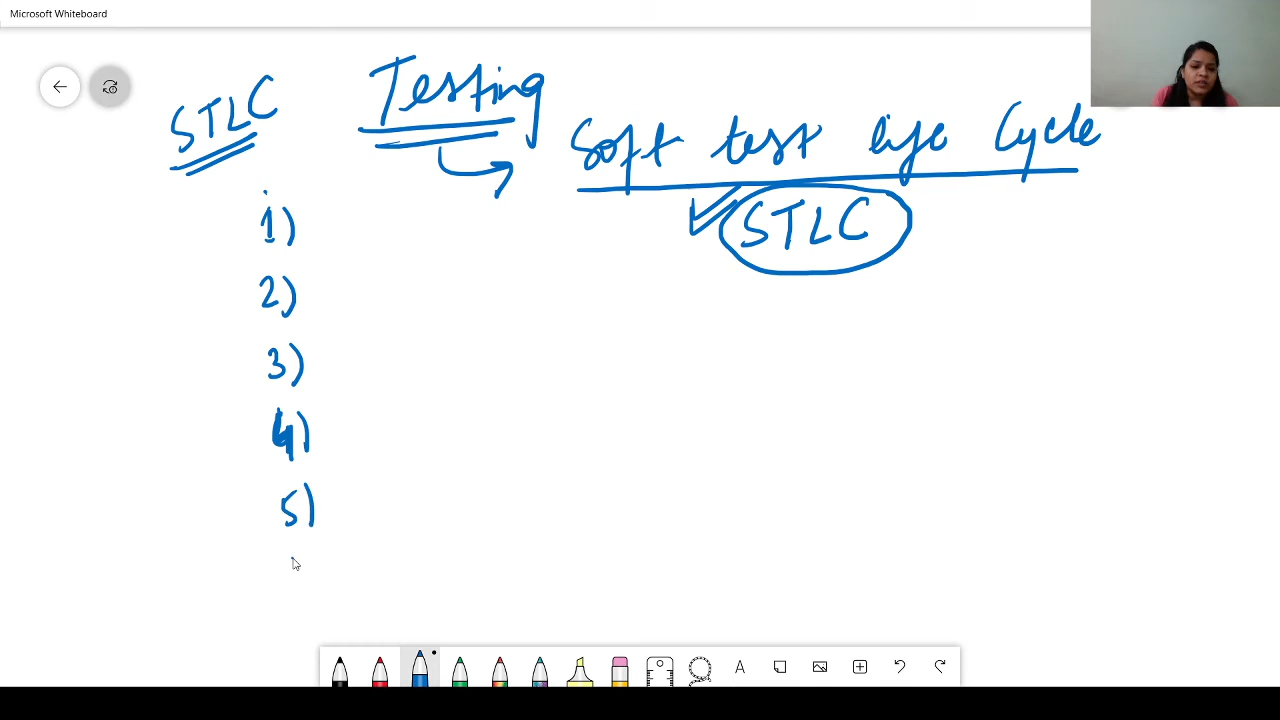 Microsoft Whiteboard
STLC
Testing
Soft test life Cycle
STLC
1)
2)
3)
4)
5)
A